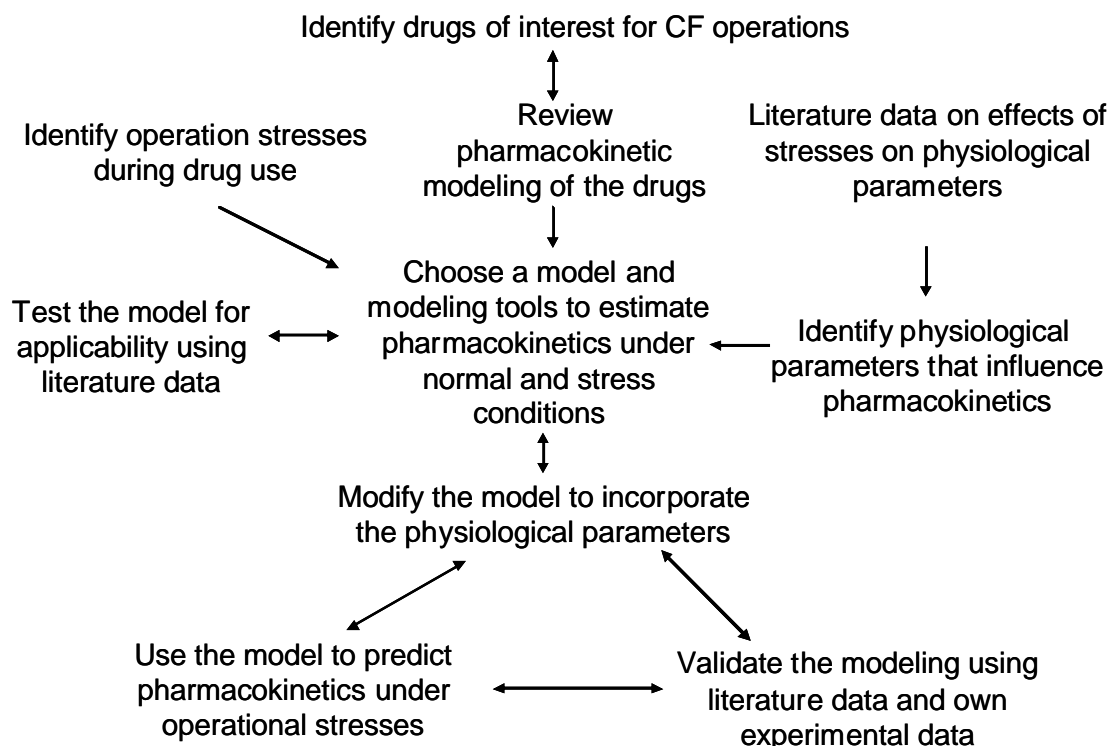 Identify drugs of interest for CF operations
Identify operation stresses
during drug use
Review
pharmacokinetic
modeling of the drugs
Literature data on effects of
stresses on physiological
parameters
Test the model for
applicability using
literature data
Choose a model and
modeling tools to estimate
pharmacokinetics under
normal and stress
conditions
Identify physiological
parameters that influence
pharmacokinetics
Modify the model to incorporate
the physiological parameters
Use the model to predict
pharmacokinetics under
operational stresses
Validate the modeling using
literature data and own
experimental data